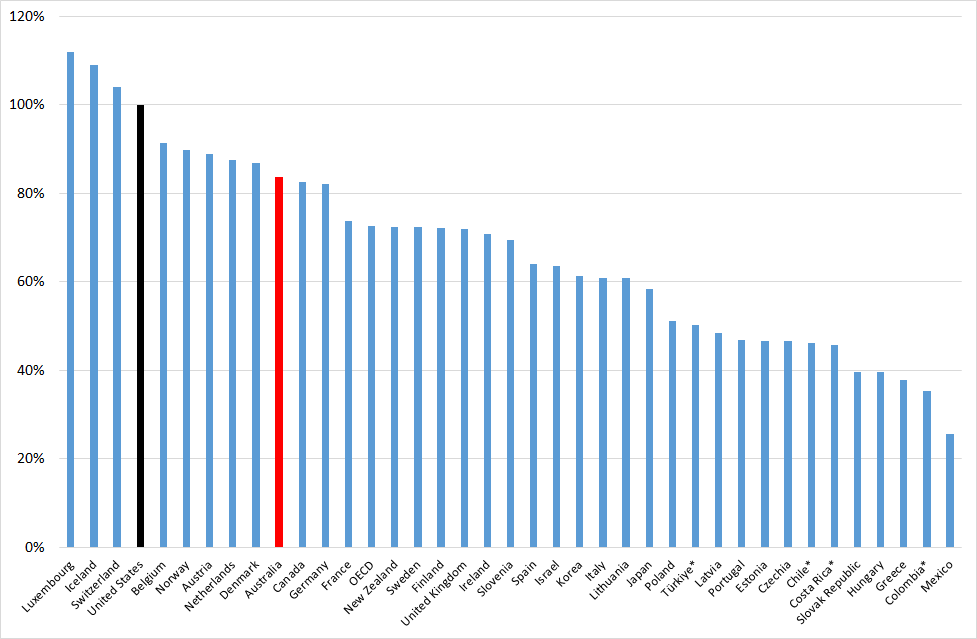 120%
100%
80%
60%
40%
20%
0%
Luxembourg
Iceland
Switzerland
United States
Belgium
Norway
Austria
Netherlands
Denmark
Australia
Canada
Germany
France
OECD
New Zealand
Sweden
Finland
United Kingdom
Ireland
Slovenia
Spain
Israel
Korea
Italy
Lithuania
Japan
Poland
Türkiye*
Latvia
Portugal
Estonia
Czechia
Chile*
Costa Rica*
Slovak Republic
Hungary
Greece
Colombia*
Mexico